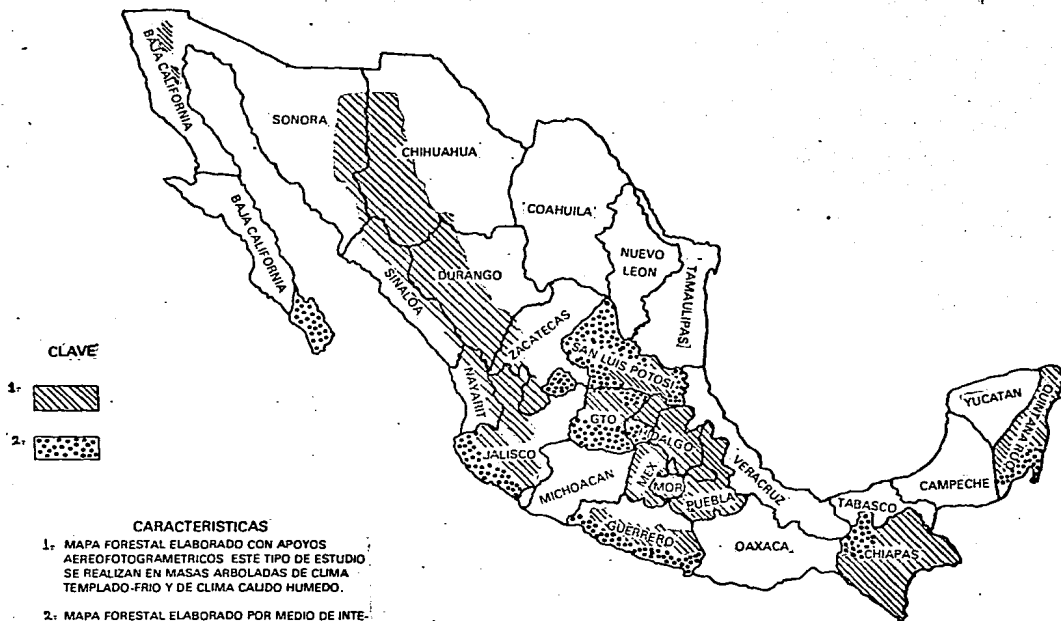 BAJA CALIFORNIA
SONORA
CHIHUAHUA
COAHUILA
BAJA CALIFORNIA
NUEVO
LEON
TAMAULIPAS
SINALOA
DURANGO
ZACATECAS
SAN LUIS POTOSI
NAYARIT
CLAVE
1-
2-
GTO
DALGO
JALISCO
MICHOACAN
MEX
MOR
PUEBLA
VERACRUZ
GUERRERO
OAXACA
TABASCO
CHIAPAS
CAMPECHE
YUCATAN
QUINTANA ROO
CARACTERISTICAS
1- MAPA FORESTAL ELABORADO CON APOYOS
AEREOFOTOGRAMETRICOS ESTE TIPO DE ESTUDIO
SE REALIZAN EN MASAS ARBOLADAS DE CLIMA
TEMPLADO-FRIO Y DE CLIMA CALIDO HUMEDO.
2- MAPA FORESTAL ELABORADO POR MEDIO DE INTE-